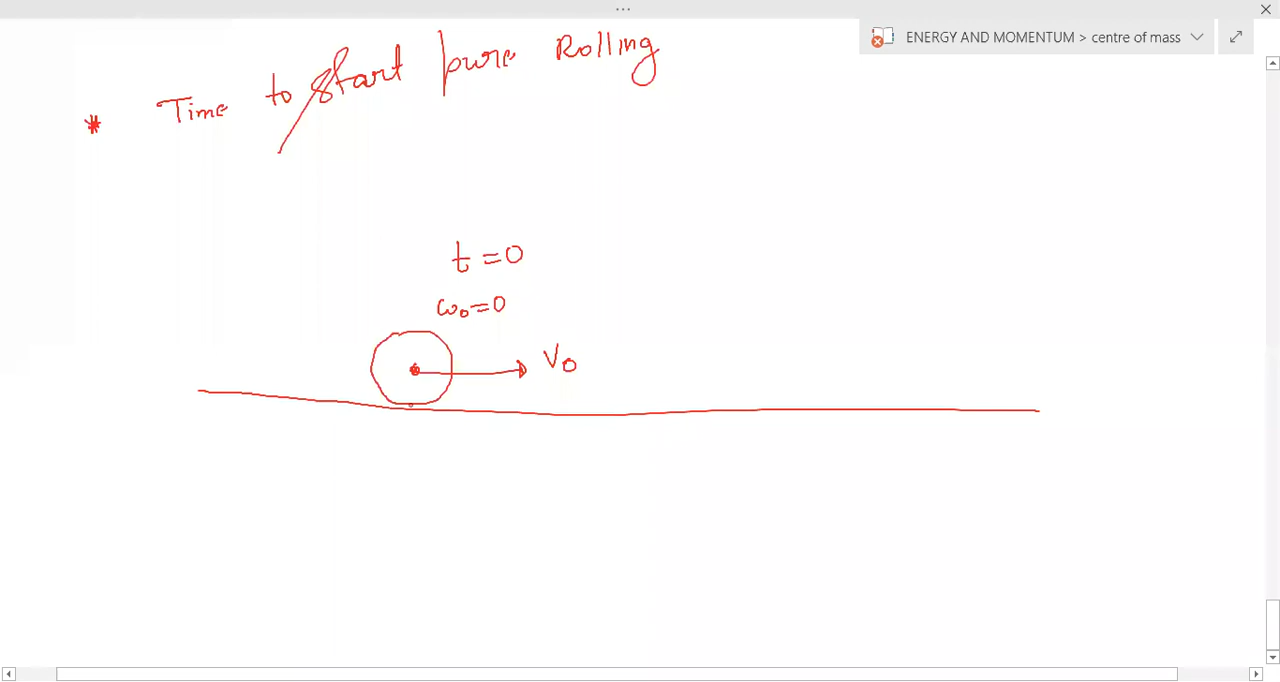 ...
ENERGY AND MOMENTUM > centre of mass
* Time to start pure Rolling
t = 0
ω₀ = 0
V₀